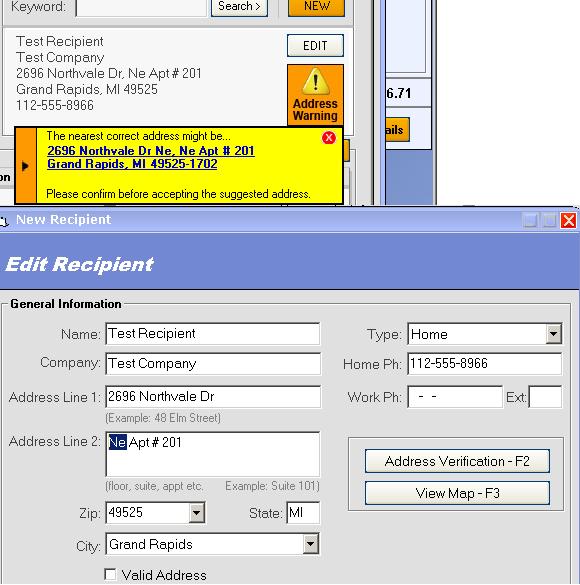 Keyword: Search > NEW
Test Recipient EDIT
Test Company
2696 Northvale Dr, Ne Apt # 201
Grand Rapids, MI 49525
112-555-8966
Address
Warning
6.71
ails
The nearest correct address might be...
2696 Northvale Dr Ne, Ne Apt # 201
Grand Rapids, MI 49525-1702
Please confirm before accepting the suggested address.
on
New Recipient
Edit Recipient
General Information
Name: Test Recipient Type: Home
Company: Test Company Home Ph: 112-555-8966
Address Line 1: 2696 Northvale Dr Work Ph: - - Ext:
(Example: 48 Elm Street)
Address Line 2: Ne Apt # 201
Address Verification - F2
(floor, suite, appt etc. Example: Suite 101) View Map - F3
Zip: 49525 State: MI
City: Grand Rapids
Valid Address